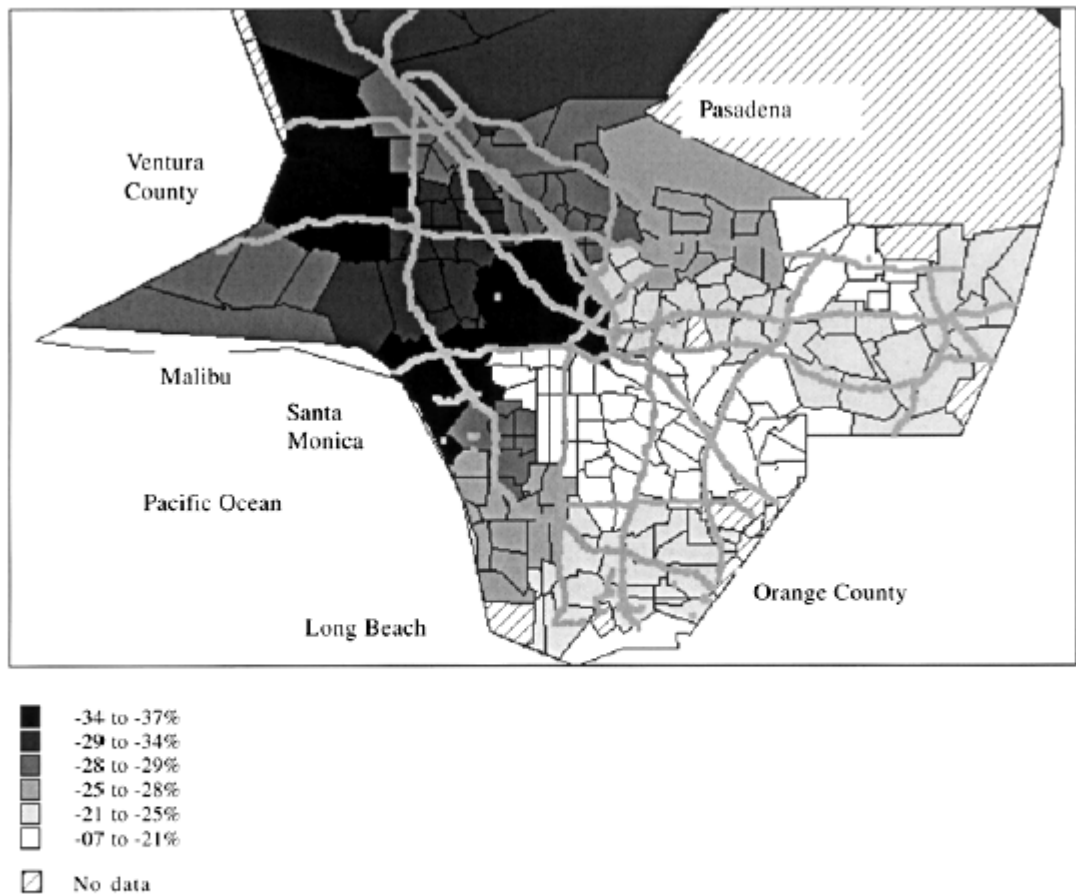 Pasadena
Ventura
County
Malibu
Santa
Monica
Pacific Ocean
Orange County
Long Beach
-34 to -37%
-29 to -34%
-28 to -29%
-25 to -28%
-21 to -25%
-07 to -21%
No data